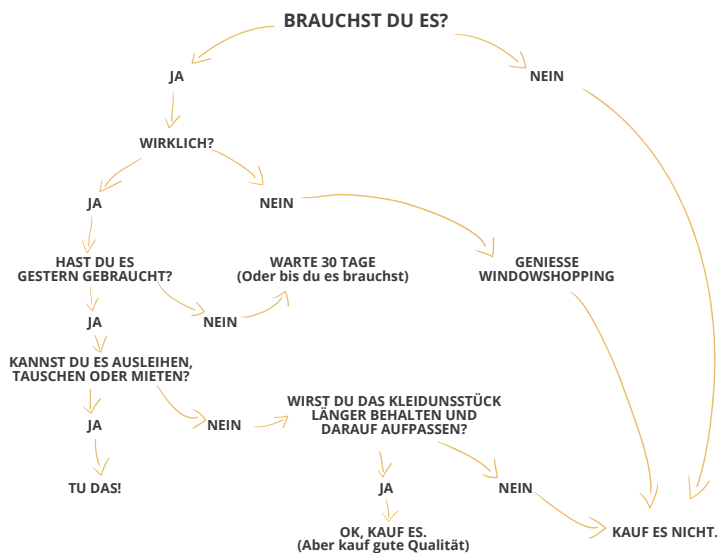 BRAUCHST DU ES?
JA
NEIN
WIRKLICH?
JA
NEIN
HAST DU ES
GESTERN GEBRAUCHT?
WARTE 30 TAGE
(Oder bis du es brauchst)
GENIESSE
WINDOWSHOPPING
JA
NEIN
KANNST DU ES AUSLEIHEN,
TAUSCHEN ODER MIETEN?
WIRST DU DAS KLEIDUNSSTÜCK
LÄNGER BEHALTEN UND
DARAUF AUFPASSEN?
JA
NEIN
TU DAS!
JA
NEIN
OK, KAUF ES.
(Aber kauf gute Qualität)
KAUF ES NICHT.